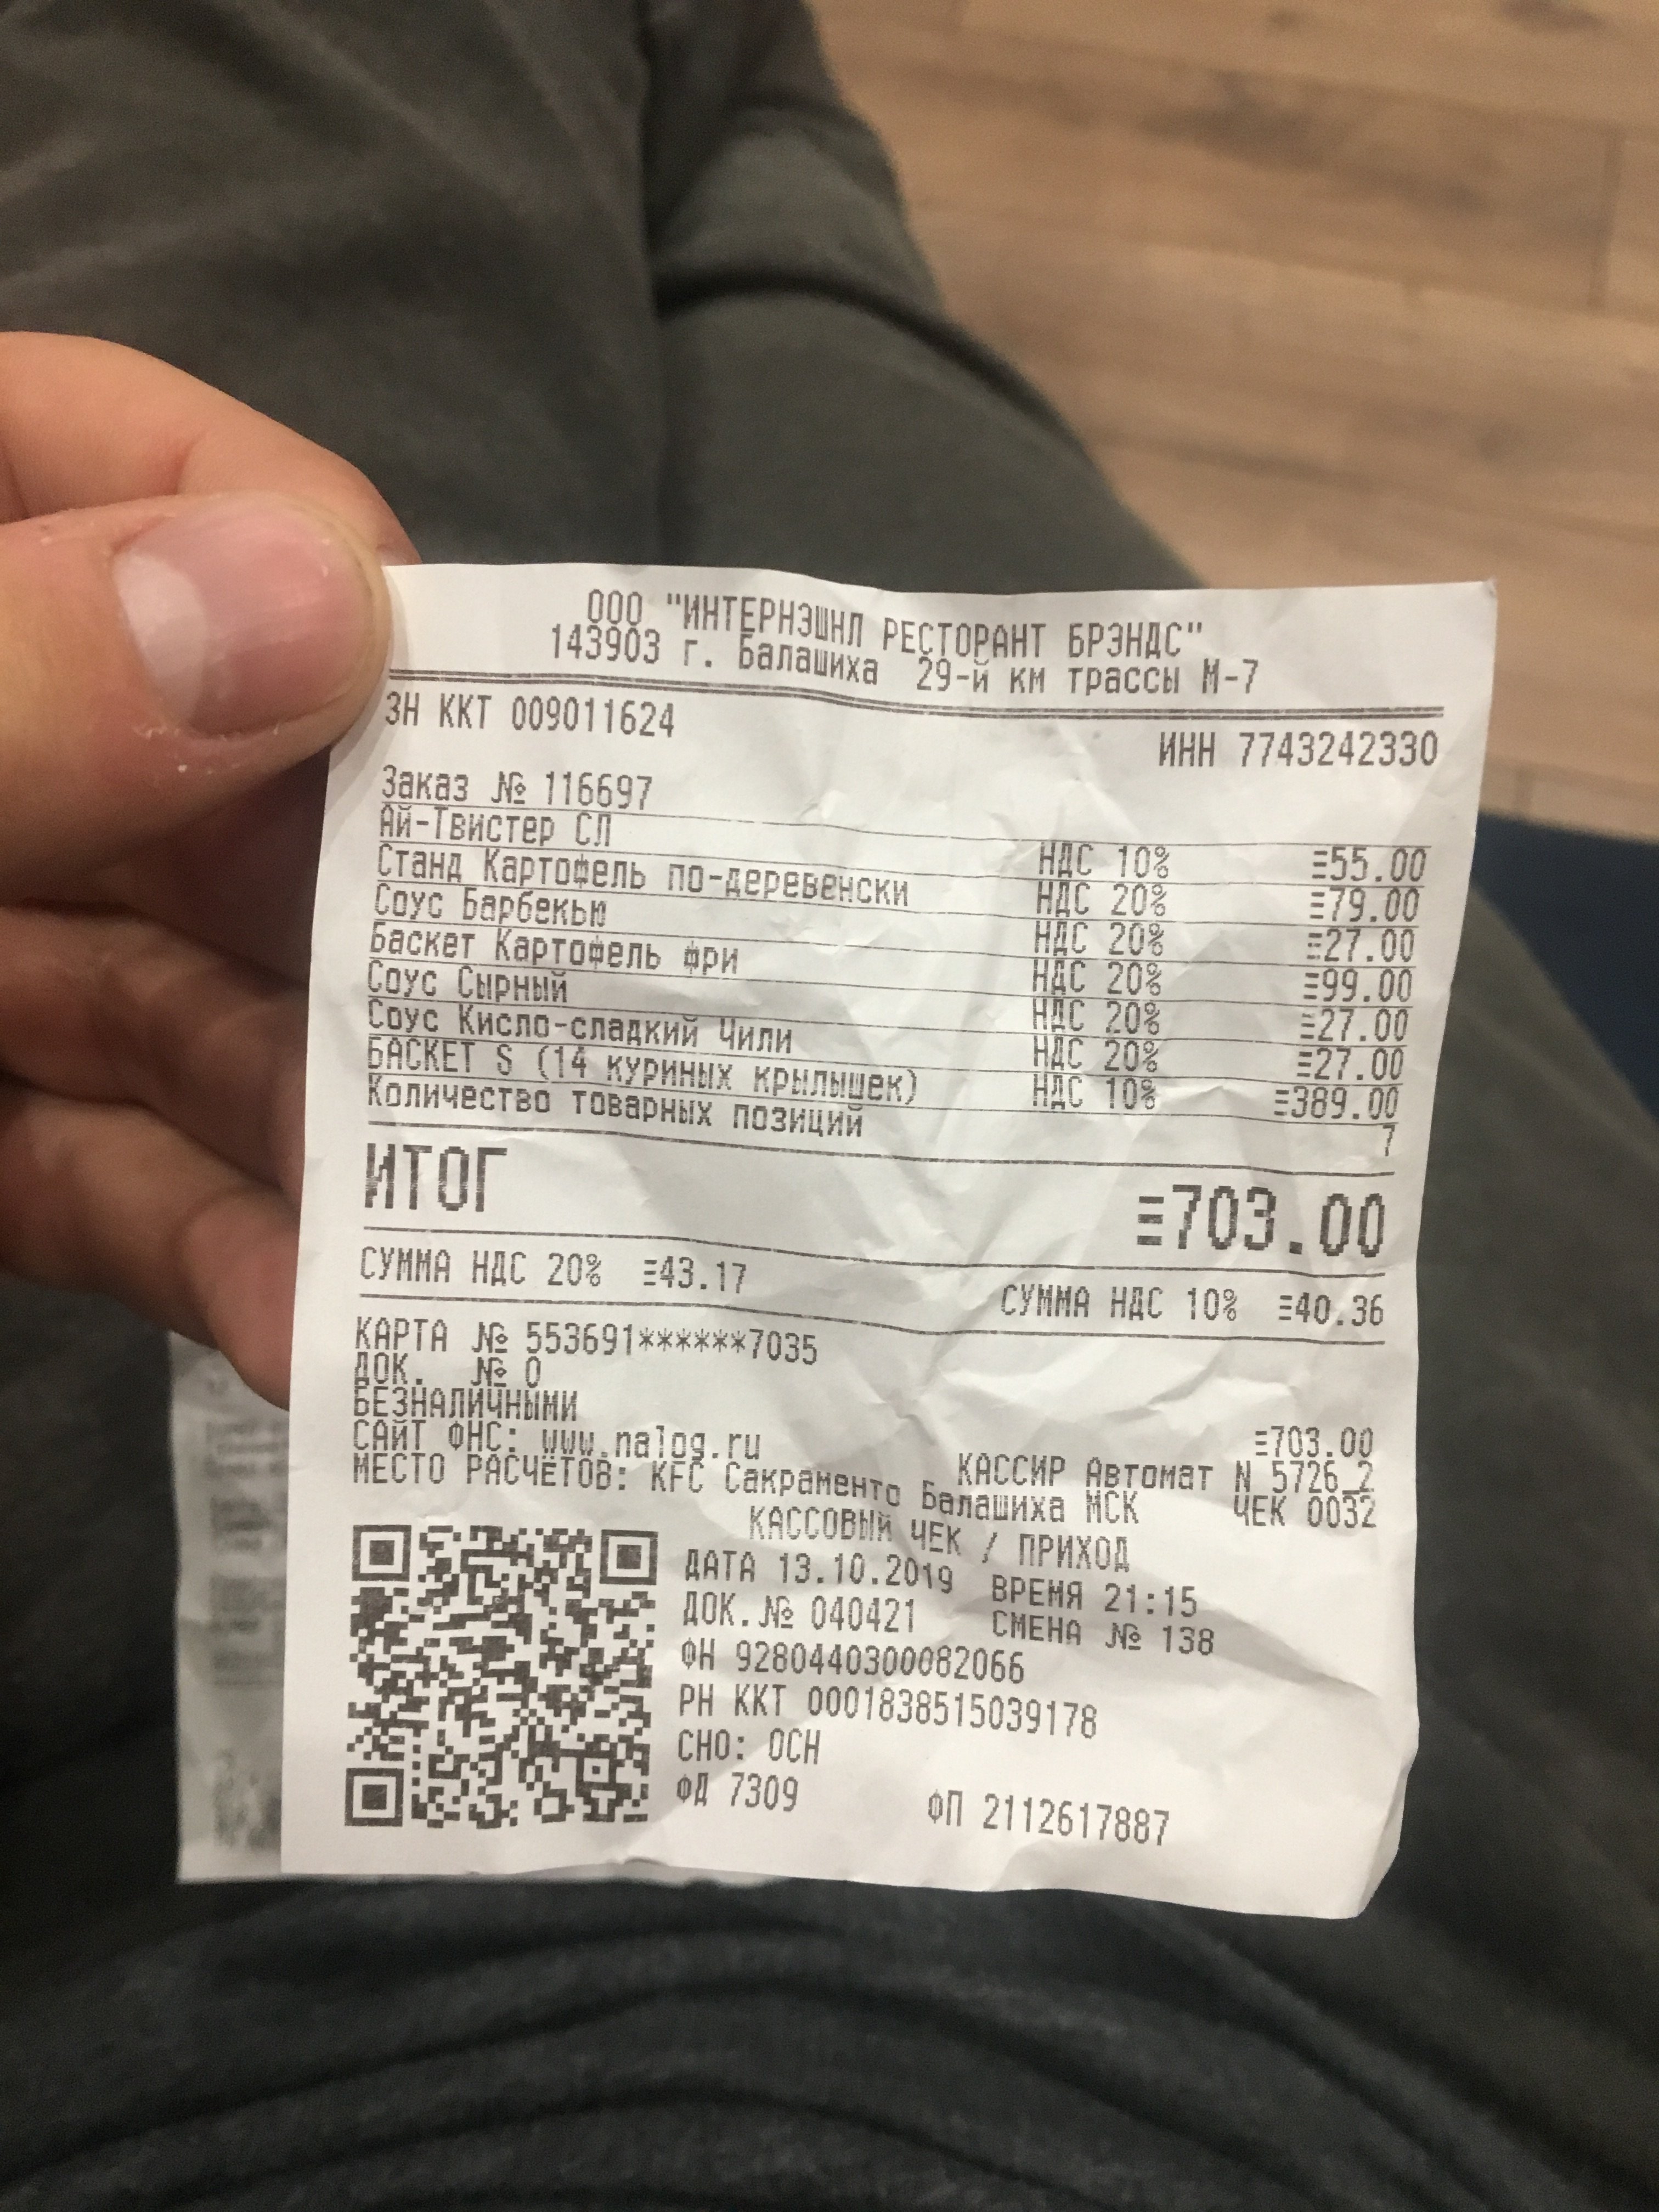 ООО "ИНТЕРНЭШНЛ РЕСТОРАНТ БРЭНДС"
143903 г. Балашиха 29-й км трассы М-7
ЗН ККТ 009011624 ИНН 7743242330
Заказ № 116697
Ай-Твистер СЛ НДС 10% ≡55.00
Станд Картофель по-деревенски НДС 20% ≡79.00
Соус Барбекью НДС 20% ≡27.00
Баскет Картофель фри НДС 20% ≡99.00
Соус Сырный НДС 20% ≡27.00
Соус Кисло-сладкий Чили НДС 20% ≡27.00
БАСКЕТ S (14 куриных крылышек) НДС 10% ≡389.00
Количество товарных позиций 7
ИТОГ ≡703.00
СУММА НДС 20% ≡43.17 СУММА НДС 10% ≡40.36
КАРТА № 553691******7035
ДОК. № 0
БЕЗНАЛИЧНЫМИ ≡703.00
САЙТ ФНС: www.nalog.ru КАССИР Автомат N 5726_2
МЕСТО РАСЧЁТОВ: KFC Сакраменто Балашиха МСК ЧЕК 0032
КАССОВЫЙ ЧЕК / ПРИХОД
ДАТА 13.10.2019 ВРЕМЯ 21:15
ДОК.№ 040421 СМЕНА № 138
ФН 9280440300082066
РН ККТ 0001838515039178
СНО: ОСН
ФД 7309 ФП 2112617887